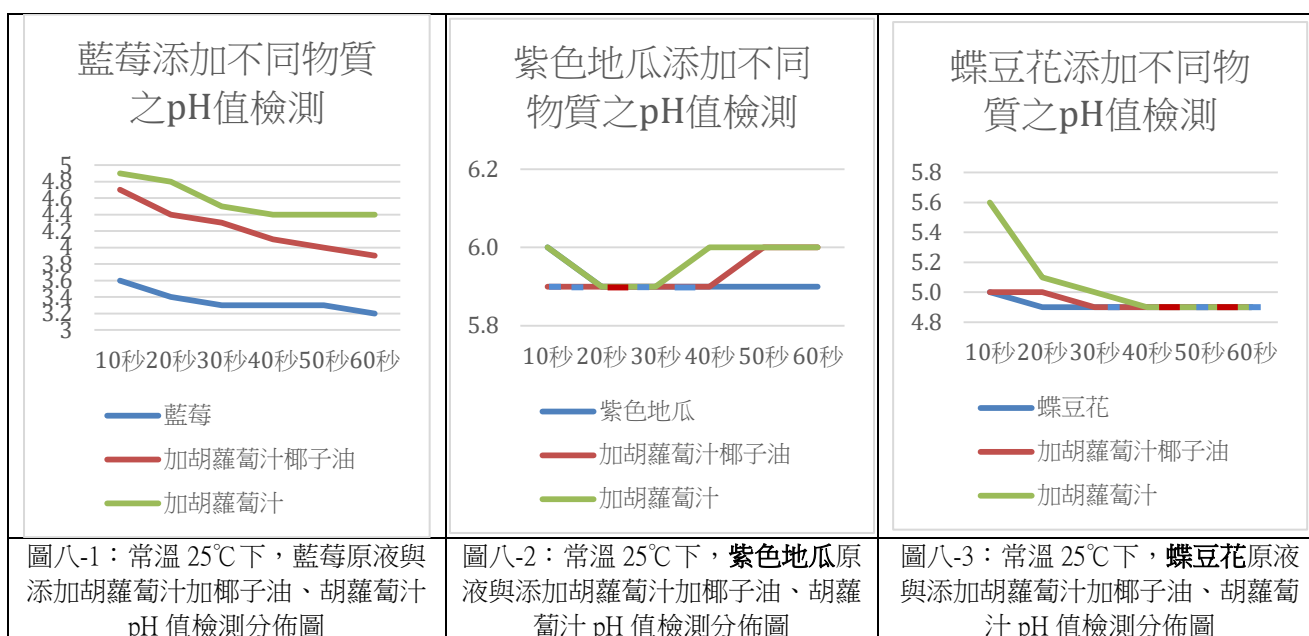 藍莓添加不同物質
之pH值檢測
5
4.8
4.6
4.4
4.2
4
3.8
3.6
3.4
3.2
3
10秒20秒30秒40秒50秒60秒
藍莓
加胡蘿蔔汁椰子油
加胡蘿蔔汁
圖八-1：常溫 25℃下，藍莓原液與
添加胡蘿蔔汁加椰子油、胡蘿蔔汁
pH 值檢測分佈圖
紫色地瓜添加不同
物質之pH值檢測
6.2
6.0
5.8
10秒 20秒 30秒 40秒 50秒 60秒
紫色地瓜
加胡蘿蔔汁椰子油
加胡蘿蔔汁
圖八-2：常溫 25℃下，紫色地瓜原
液與添加胡蘿蔔汁加椰子油、胡蘿
蔔汁 pH 值檢測分佈圖
蝶豆花添加不同物
質之pH值檢測
5.8
5.6
5.4
5.2
5.0
4.8
10秒 20秒 30秒 40秒 50秒 60秒
蝶豆花
加胡蘿蔔汁椰子油
加胡蘿蔔汁
圖八-3：常溫 25℃下，蝶豆花原液
與添加胡蘿蔔汁加椰子油、胡蘿蔔
汁 pH 值檢測分佈圖